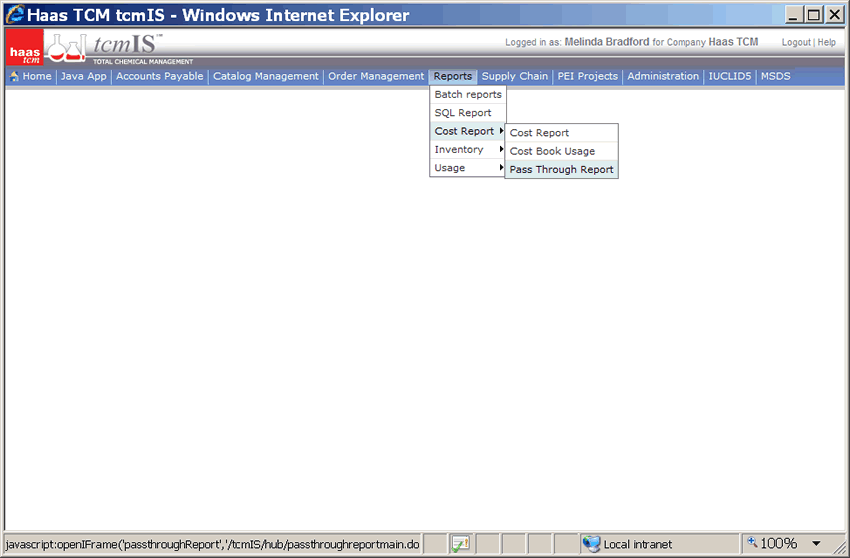 Haas TCM tcmIS - Windows Internet Explorer
haas
tcm
tcmIS™
TOTAL CHEMICAL MANAGEMENT
Logged in as: Melinda Bradford for Company Haas TCM
Logout | Help
Home | Java App | Accounts Payable | Catalog Management | Order Management | Reports | Supply Chain | PEI Projects | Administration | IUCLID5 | MSDS
Batch reports
SQL Report
Cost Report
Inventory
Usage
Cost Report
Cost Book Usage
Pass Through Report
javascript:openIFrame('passthroughReport','/tcmIS/hub/passthroughreportmain.do
Local intranet
100%